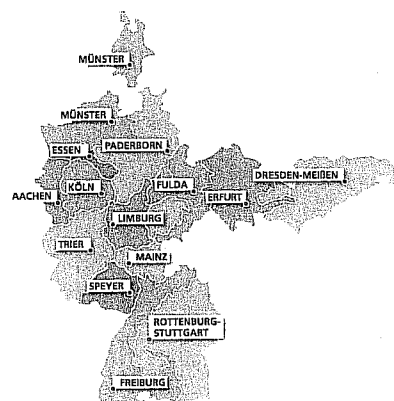 MÜNSTER
MÜNSTER
ESSEN
PADERBORN
DRESDEN-MEIßEN
KÖLN
FULDA
AACHEN
ERFURT
LIMBURG
TRIER
MAINZ
SPEYER
ROTTENBURG-
STUTTGART
FREIBURG